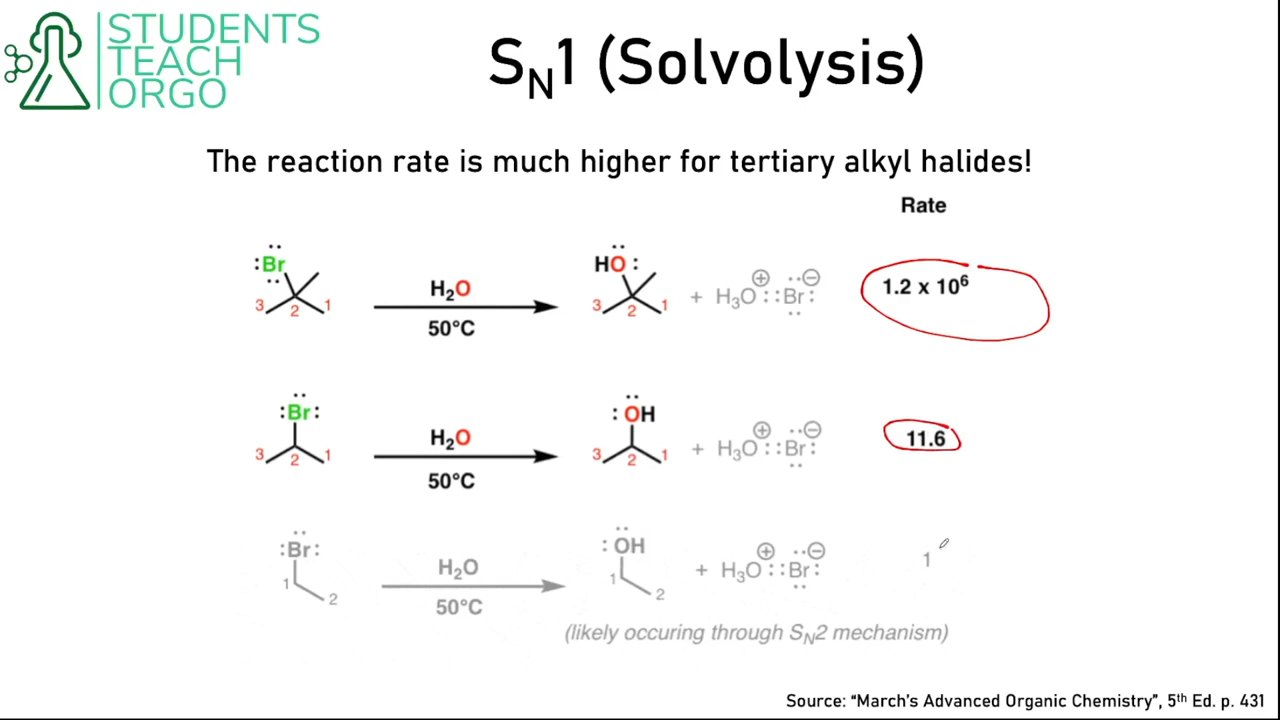 STUDENTS
TEACH
ORGO
SN1 (Solvolysis)
The reaction rate is much higher for tertiary alkyl halides!
Rate
:Br 3 2 1 H2O 50°C HO: 3 2 1 + H3O⊕ :Br:⊖ 1.2 x 10⁶
:Br: 3 2 1 H2O 50°C :OH 3 2 1 + H3O⊕ :Br:⊖ 11.6
:Br: 1 2 H2O 50°C :OH 1 2 + H3O⊕ :Br:⊖ 1
(likely occuring through SN2 mechanism)
Source: “March’s Advanced Organic Chemistry”, 5th Ed. p. 431